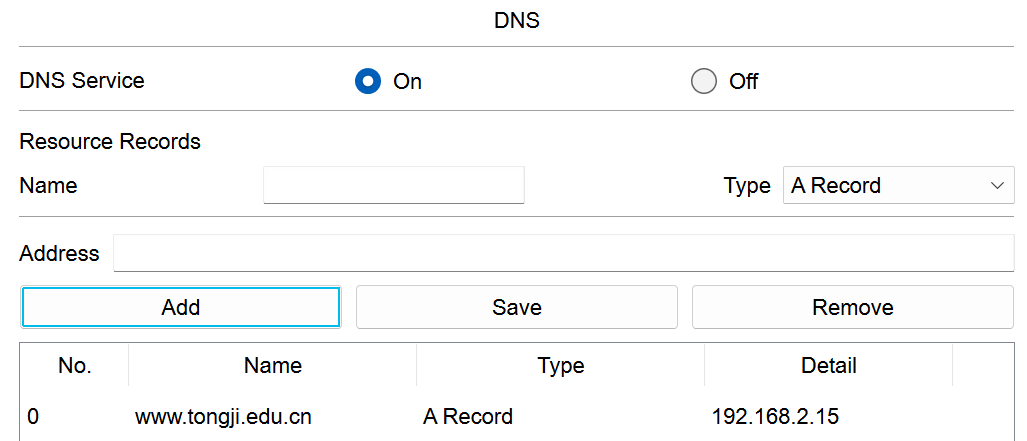 DNS
DNS Service On Off
Resource Records
Name Type A Record
Address
Add Save Remove
No. Name Type Detail
0 www.tongji.edu.cn A Record 192.168.2.15